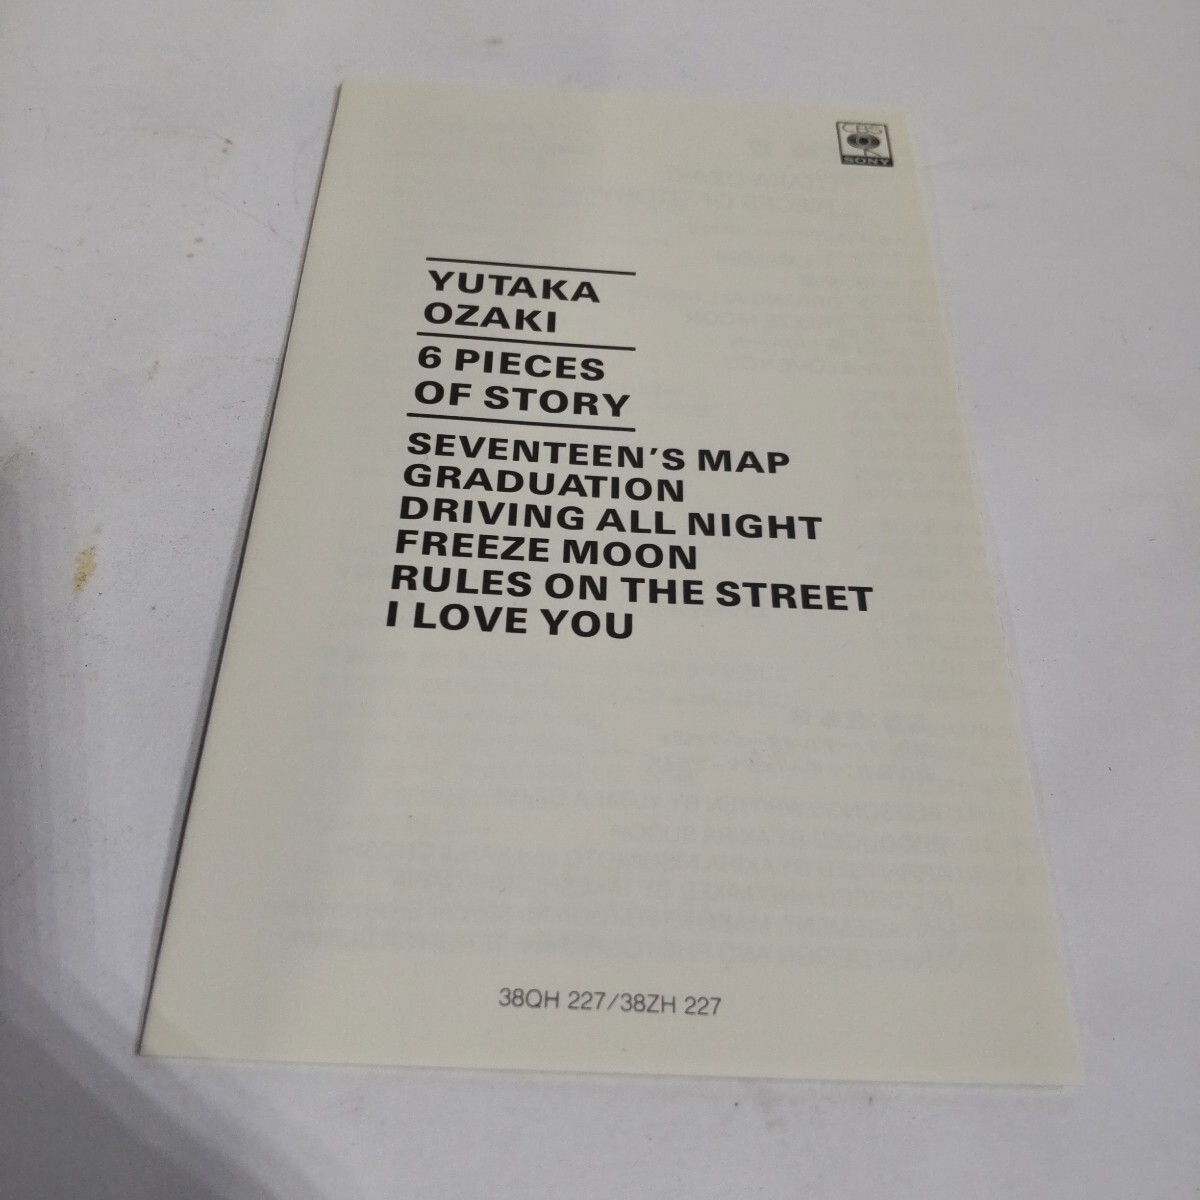 CBS
SONY
YUTAKA
OZAKI
6 PIECES
OF STORY
SEVENTEEN'S MAP
GRADUATION
DRIVING ALL NIGHT
FREEZE MOON
RULES ON THE STREET
I LOVE YOU
38QH 227/38ZH 227